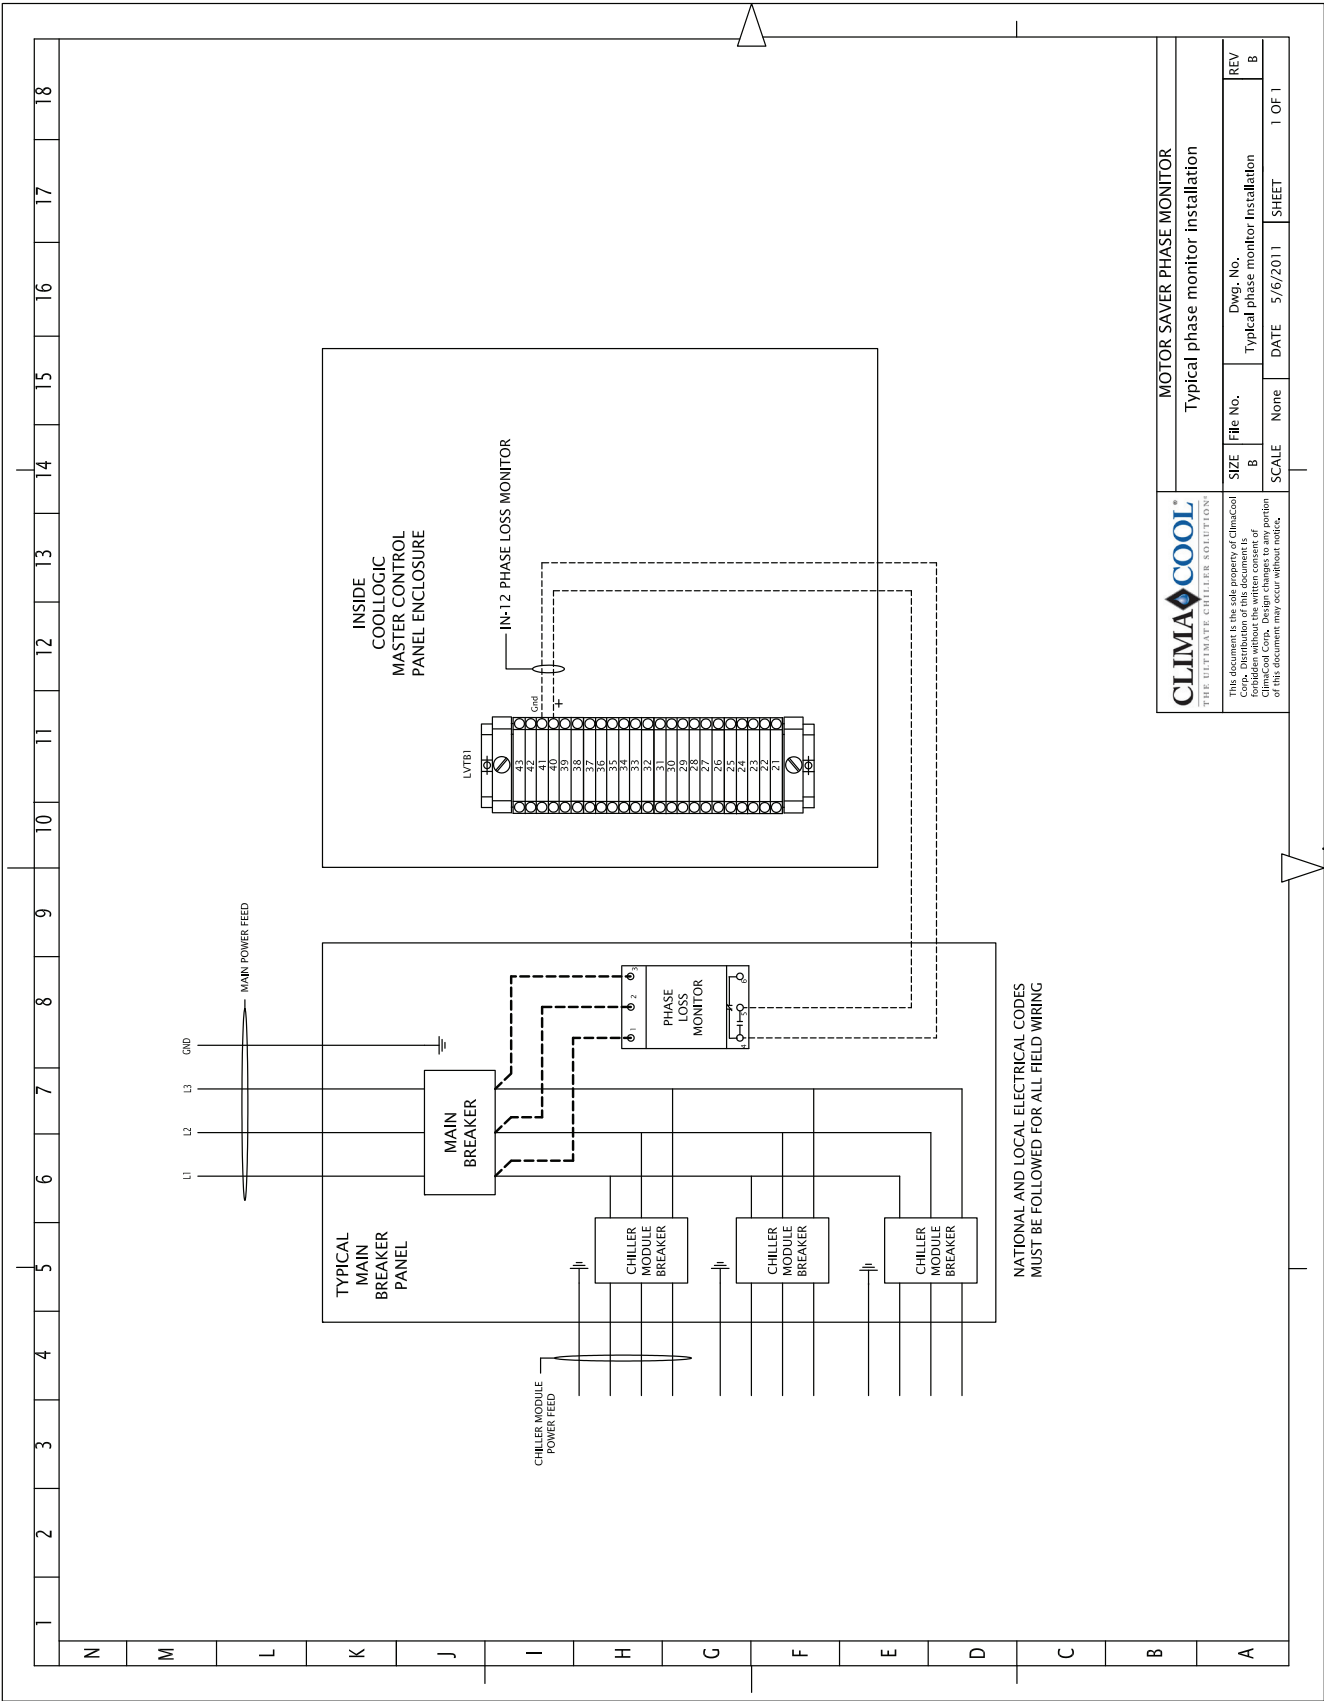 1 2 3 4 5 6 7 8 9 10 11 12 13 14 15 16 17 18
N
M
L
K
J
I
H
G
F
E
D
C
B
A
L1
L2
L3
GND
MAIN POWER FEED
TYPICAL
MAIN
BREAKER
PANEL
MAIN
BREAKER
CHILLER MODULE
POWER FEED
CHILLER
MODULE
BREAKER
CHILLER
MODULE
BREAKER
CHILLER
MODULE
BREAKER
1
2
3
PHASE
LOSS
MONITOR
4
5
6
NATIONAL AND LOCAL ELECTRICAL CODES
MUST BE FOLLOWED FOR ALL FIELD WIRING
INSIDE
COOLLOGIC
MASTER CONTROL
PANEL ENCLOSURE
IN-12 PHASE LOSS MONITOR
LVTB1
Gnd
+
43
42
41
40
39
38
37
36
35
34
33
32
31
30
29
28
27
26
25
24
23
22
21
CLIMACOOL®
THE ULTIMATE CHILLER SOLUTION®
This document is the sole property of ClimaCool
Corp. Distribution of this document is
forbidden without the written consent of
ClimaCool Corp. Design changes to any portion
of this document may occur without notice.
MOTOR SAVER PHASE MONITOR
Typical phase monitor installation
SIZE
B
File No.
Dwg. No.
Typical phase monitor Installation
REV
B
SCALE None
DATE 5/6/2011
SHEET 1 OF 1